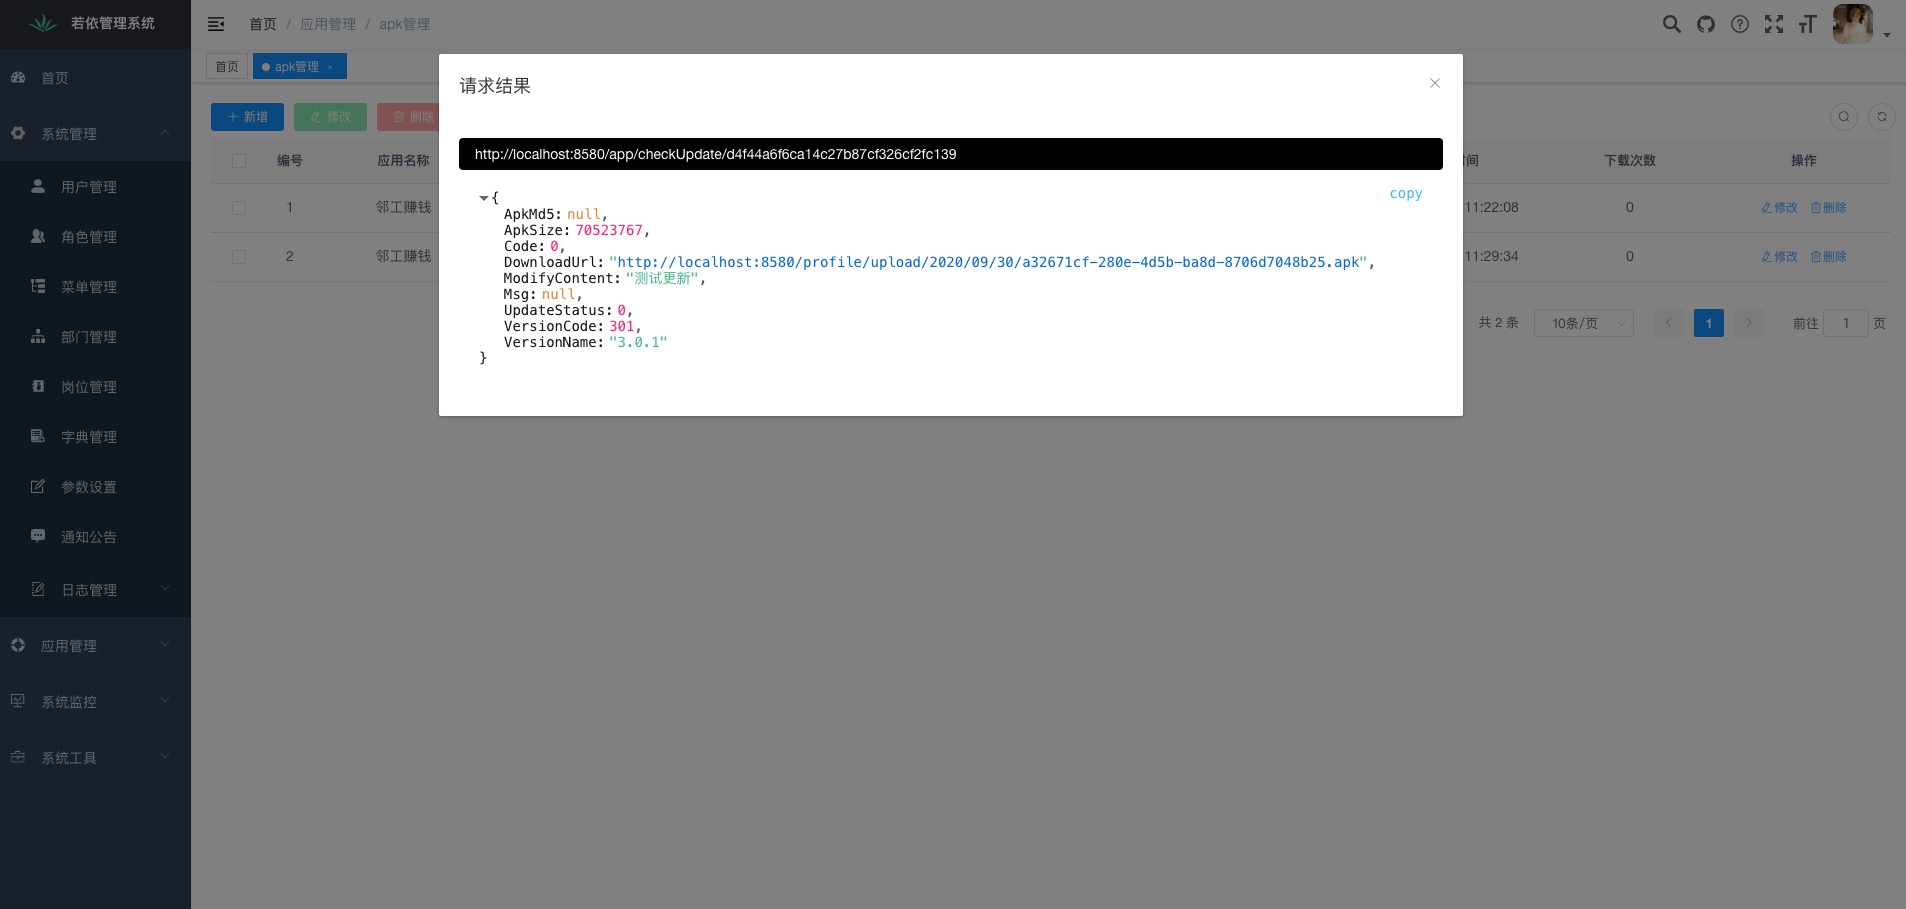 若依管理系统
首页 / 应用管理 / apk管理
首页
apk管理 ×
首页
系统管理
用户管理
角色管理
菜单管理
部门管理
岗位管理
字典管理
参数设置
通知公告
日志管理
应用管理
系统监控
系统工具
+ 新增 修改 删除
编号 应用名称 时间 下载次数 操作
1 邻工赚钱 11:22:08 0 修改 删除
2 邻工赚钱 11:29:34 0 修改 删除
共 2 条 10条/页 < 1 > 前往 1 页
请求结果
http://localhost:8580/app/checkUpdate/d4f44a6f6ca14c27b87cf326cf2fc139
copy
{
ApkMd5: null,
ApkSize: 70523767,
Code: 0,
DownloadUrl: "http://localhost:8580/profile/upload/2020/09/30/a32671cf-280e-4d5b-ba8d-8706d7048b25.apk",
ModifyContent: "测试更新",
Msg: null,
UpdateStatus: 0,
VersionCode: 301,
VersionName: "3.0.1"
}